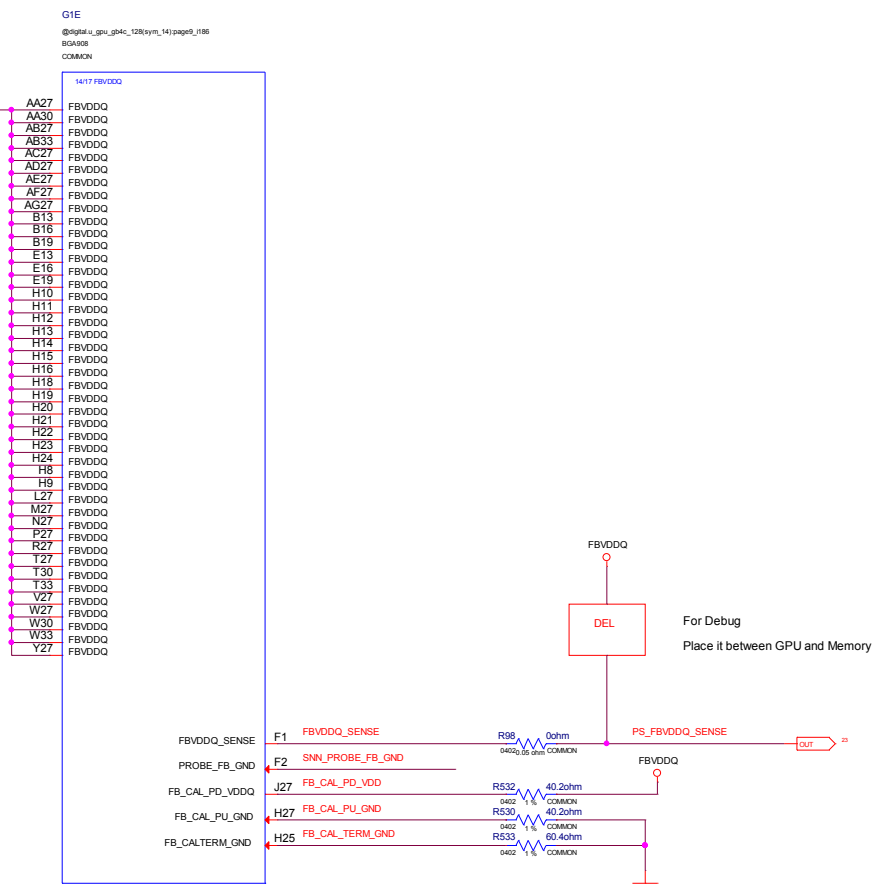 G1E
@digital.u_gpu_gb4c_128(sym_14):page9_i186
BGA908
COMMON
14/17 FBVDDQ
AA27 FBVDDQ
AA30 FBVDDQ
AB27 FBVDDQ
AB33 FBVDDQ
AC27 FBVDDQ
AD27 FBVDDQ
AE27 FBVDDQ
AF27 FBVDDQ
AG27 FBVDDQ
B13 FBVDDQ
B16 FBVDDQ
B19 FBVDDQ
E13 FBVDDQ
E16 FBVDDQ
E19 FBVDDQ
H10 FBVDDQ
H11 FBVDDQ
H12 FBVDDQ
H13 FBVDDQ
H14 FBVDDQ
H15 FBVDDQ
H16 FBVDDQ
H18 FBVDDQ
H19 FBVDDQ
H20 FBVDDQ
H21 FBVDDQ
H22 FBVDDQ
H23 FBVDDQ
H24 FBVDDQ
H8 FBVDDQ
H9 FBVDDQ
L27 FBVDDQ
M27 FBVDDQ
N27 FBVDDQ
P27 FBVDDQ
R27 FBVDDQ
T27 FBVDDQ
T30 FBVDDQ
T33 FBVDDQ
V27 FBVDDQ
W27 FBVDDQ
W30 FBVDDQ
W33 FBVDDQ
Y27 FBVDDQ
FBVDDQ
DEL
For Debug
Place it between GPU and Memory
FBVDDQ_SENSE F1 FBVDDQ_SENSE R98 0ohm PS_FBVDDQ_SENSE OUT 23
0402 0.05 ohm COMMON
PROBE_FB_GND F2 SNN_PROBE_FB_GND
FBVDDQ
FB_CAL_PD_VDDQ J27 FB_CAL_PD_VDD R532 40.2ohm
0402 1 % COMMON
FB_CAL_PU_GND H27 FB_CAL_PU_GND R530 40.2ohm
0402 1 % COMMON
FB_CALTERM_GND H25 FB_CAL_TERM_GND R533 60.4ohm
0402 1 % COMMON